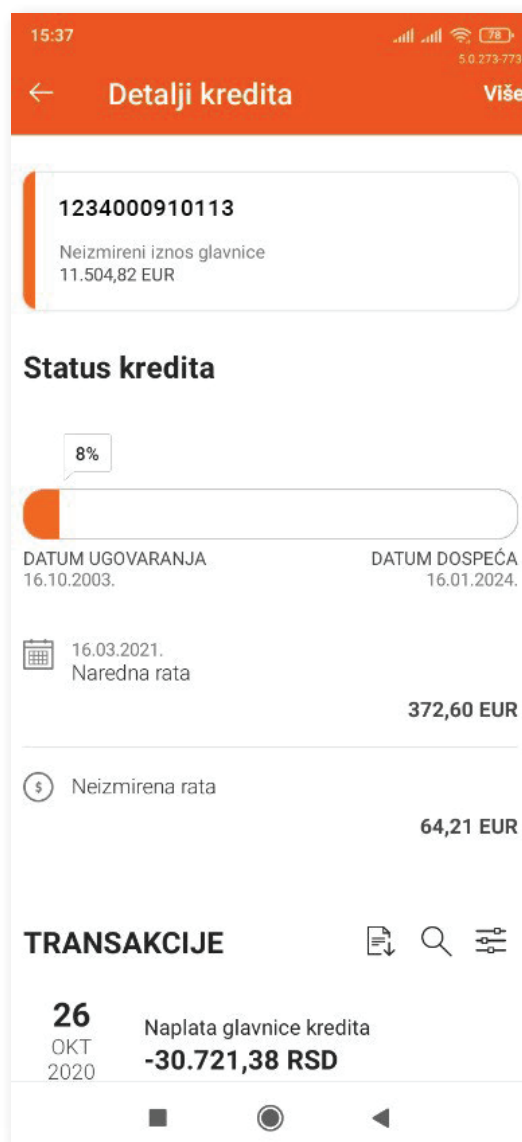 15:37
78
5.0.273-773
Detalji kredita
Više
1234000910113
Neizmireni iznos glavnice
11.504,82 EUR
Status kredita
8%
DATUM UGOVARANJA
DATUM DOSPEĆA
16.10.2003.
16.01.2024.
16.03.2021.
Naredna rata
372,60 EUR
$
Neizmirena rata
64,21 EUR
TRANSAKCIJE
26
OKT
2020
Naplata glavnice kredita
-30.721,38 RSD